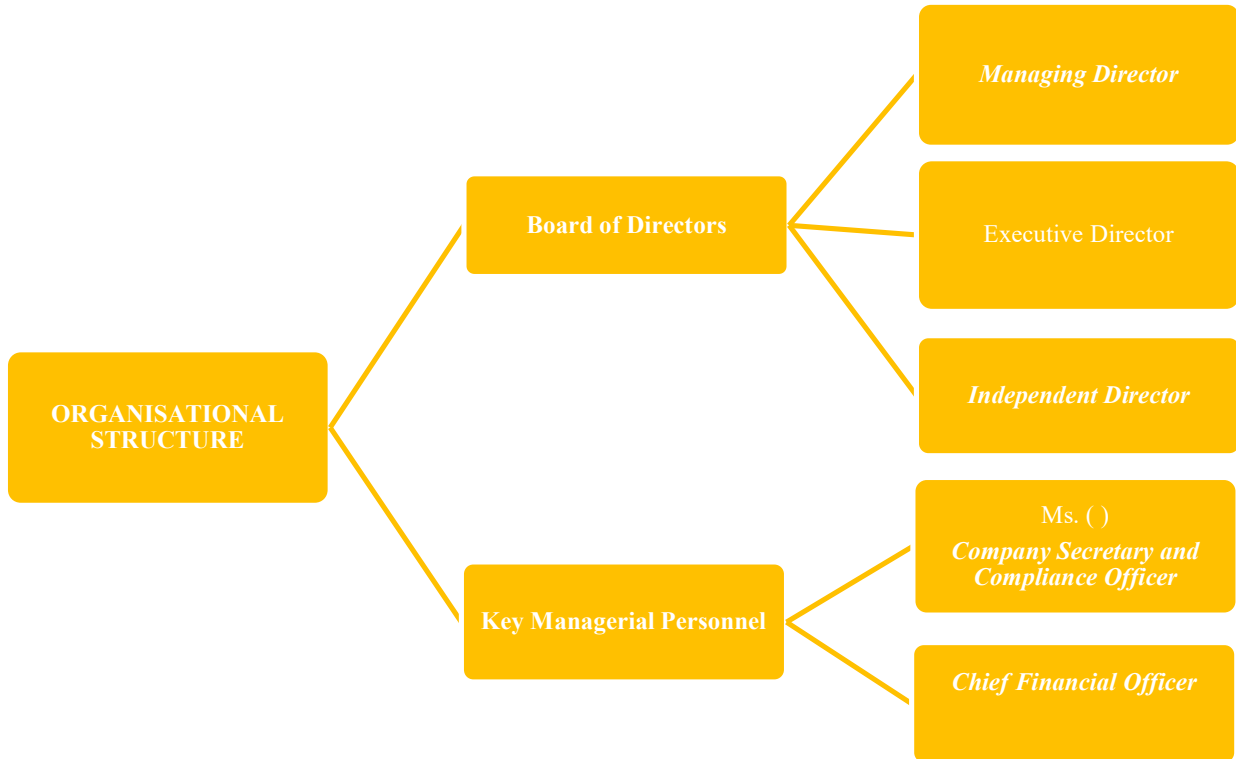 ORGANISATIONAL
STRUCTURE
Board of Directors
Managing Director
Executive Director
Independent Director
Key Managerial Personnel
Ms. ( )
Company Secretary and
Compliance Officer
Chief Financial Officer